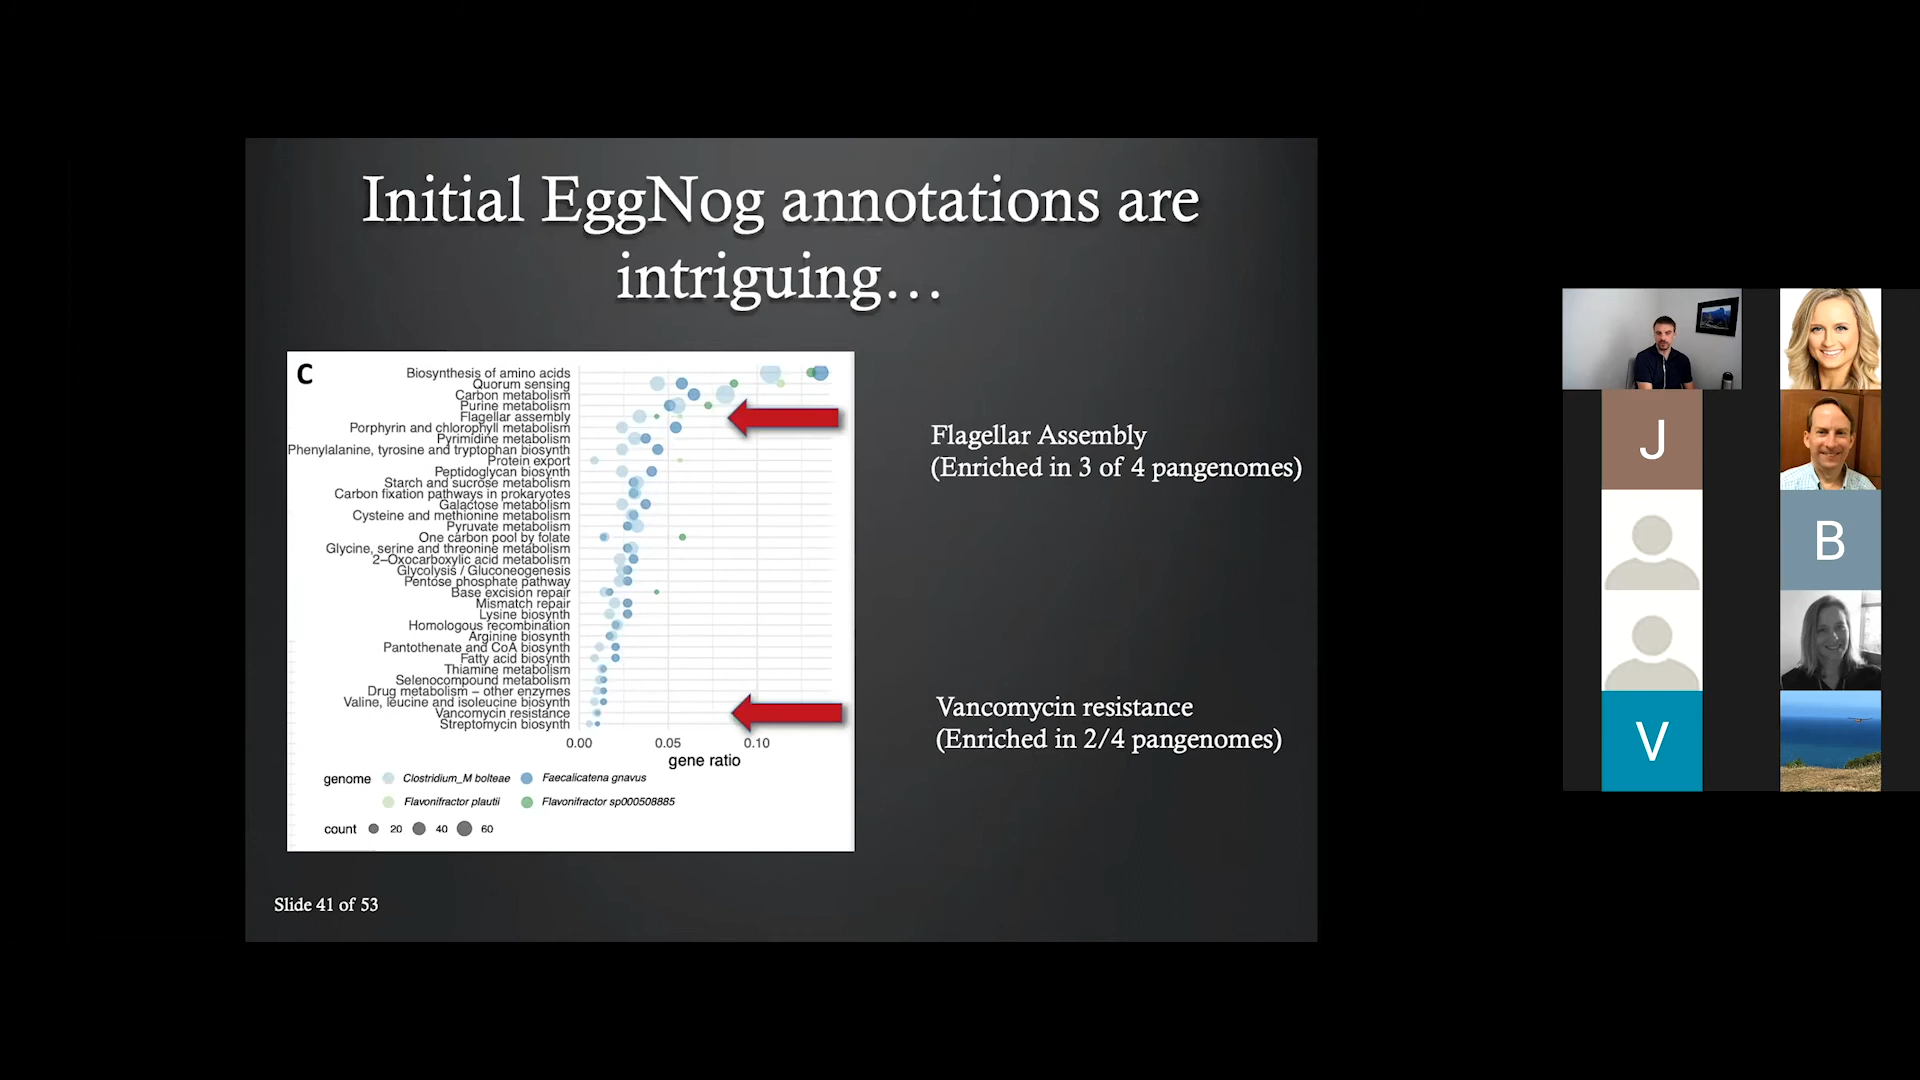 Initial EggNog annotations are
intriguing...
C
Biosynthesis of amino acids
Quorum sensing
Carbon metabolism
Purine metabolism
Flagellar assembly
Porphyrin and chlorophyll metabolism
Pyrimidine metabolism
Phenylalanine, tyrosine and tryptophan biosynth
Protein export
Peptidoglycan biosynth
Starch and sucrose metabolism
Carbon fixation pathways in prokaryotes
Galactose metabolism
Cysteine and methionine metabolism
Pyruvate metabolism
One carbon pool by folate
Glycine, serine and threonine metabolism
2–Oxocarboxylic acid metabolism
Glycolysis / Gluconeogenesis
Pentose phosphate pathway
Base excision repair
Mismatch repair
Lysine biosynth
Homologous recombination
Arginine biosynth
Pantothenate and CoA biosynth
Fatty acid biosynth
Thiamine metabolism
Selenocompound metabolism
Drug metabolism – other enzymes
Valine, leucine and isoleucine biosynth
Vancomycin resistance
Streptomycin biosynth
0.00 0.05 0.10
gene ratio
genome Clostridium_M bolteae Faecalicatena gnavus
Flavonifractor plautii Flavonifractor sp000508885
count 20 40 60
Flagellar Assembly
(Enriched in 3 of 4 pangenomes)
Vancomycin resistance
(Enriched in 2/4 pangenomes)
Slide 41 of 53
J
B
V